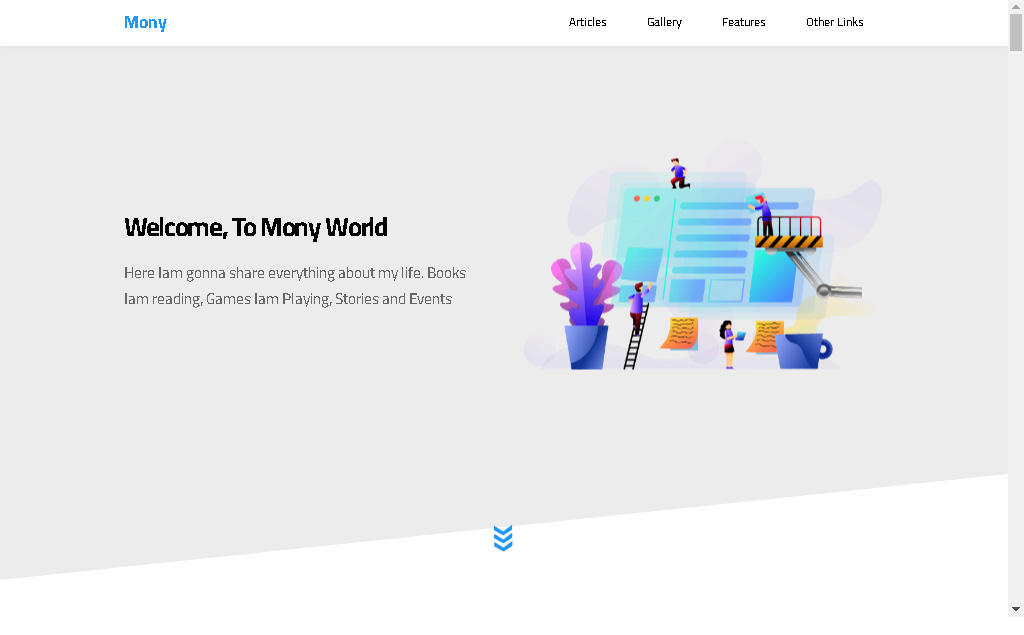 Mony
Articles
Gallery
Features
Other Links
Welcome, To Mony World
Here Iam gonna share everything about my life. Books
Iam reading, Games Iam Playing, Stories and Events